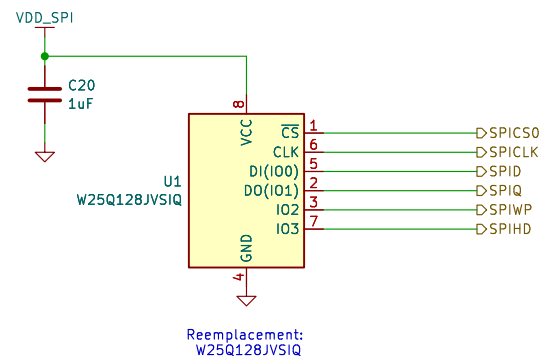 VDD_SPI
C20
1uF
8
VCC
CS
1
SPICS0
CLK
6
SPICLK
DI(IO0)
5
SPID
U1
W25Q128JVSIQ
DO(IO1)
2
SPIQ
IO2
3
SPIWP
IO3
7
SPIHD
GND
4
Reemplacement:
W25Q128JVSIQ